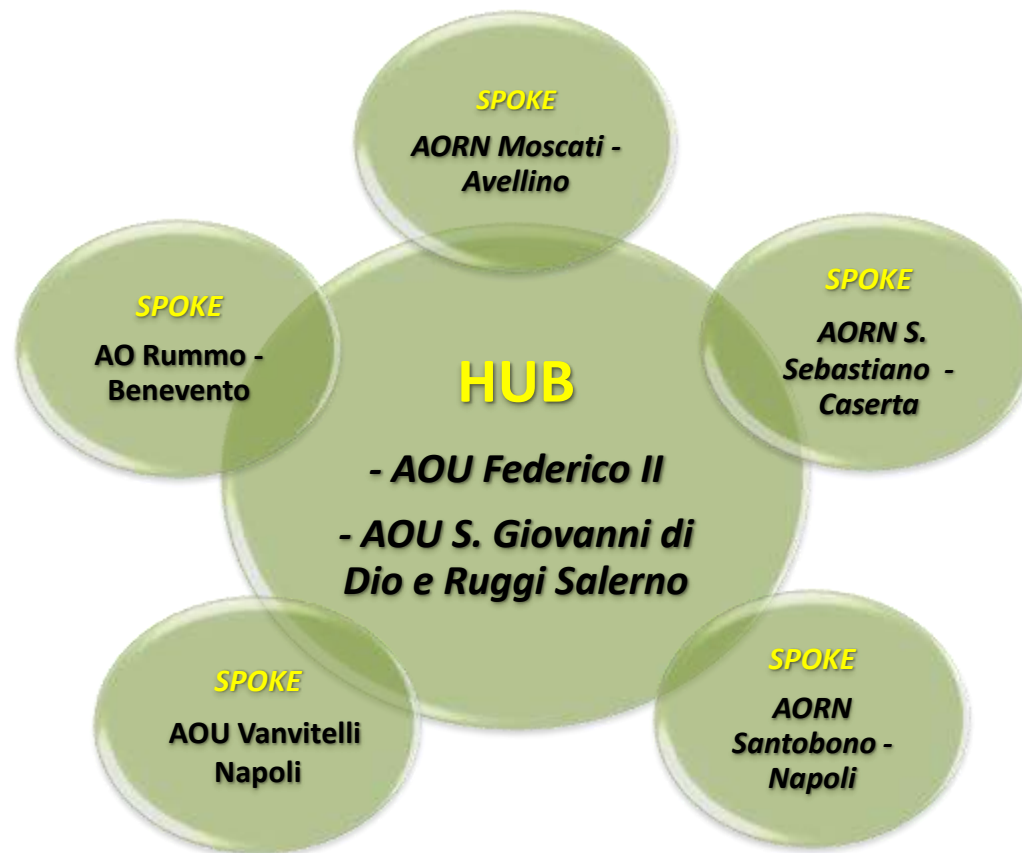 SPOKE
AORN Moscati -
Avellino
SPOKE
AO Rummo -
Benevento
SPOKE
AORN S.
Sebastiano -
Caserta
HUB
- AOU Federico II
- AOU S. Giovanni di
Dio e Ruggi Salerno
SPOKE
AOU Vanvitelli
Napoli
SPOKE
AORN
Santobono -
Napoli